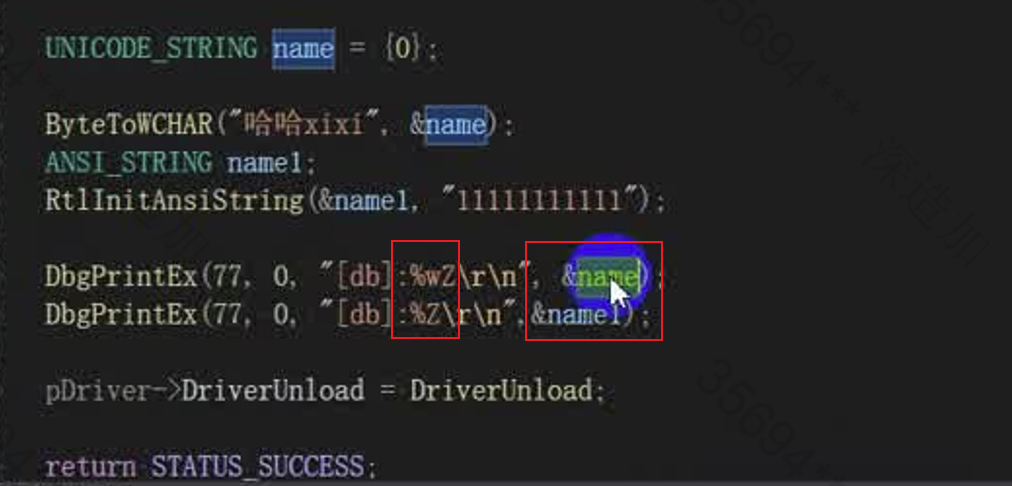 UNICODE_STRING name = {0};
ByteToWCHAR("哈哈xixi", &name);
ANSI_STRING name1;
RtlInitAnsiString(&name1, "11111111111");
DbgPrintEx(77, 0, "[db]:%wZ\r\n", &name);
DbgPrintEx(77, 0, "[db]:%Z\r\n",&name1);
pDriver->DriverUnload = DriverUnload;
return STATUS_SUCCESS;